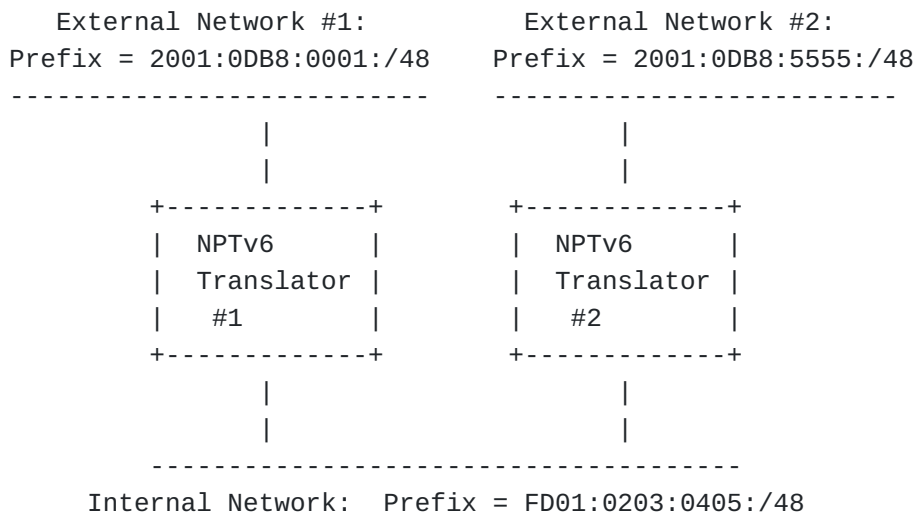 External Network #1:          External Network #2:
Prefix = 2001:0DB8:0001:/48    Prefix = 2001:0DB8:5555:/48
NPTv6          NPTv6
Translator     Translator
#1             #2
Internal Network:  Prefix = FD01:0203:0405:/48